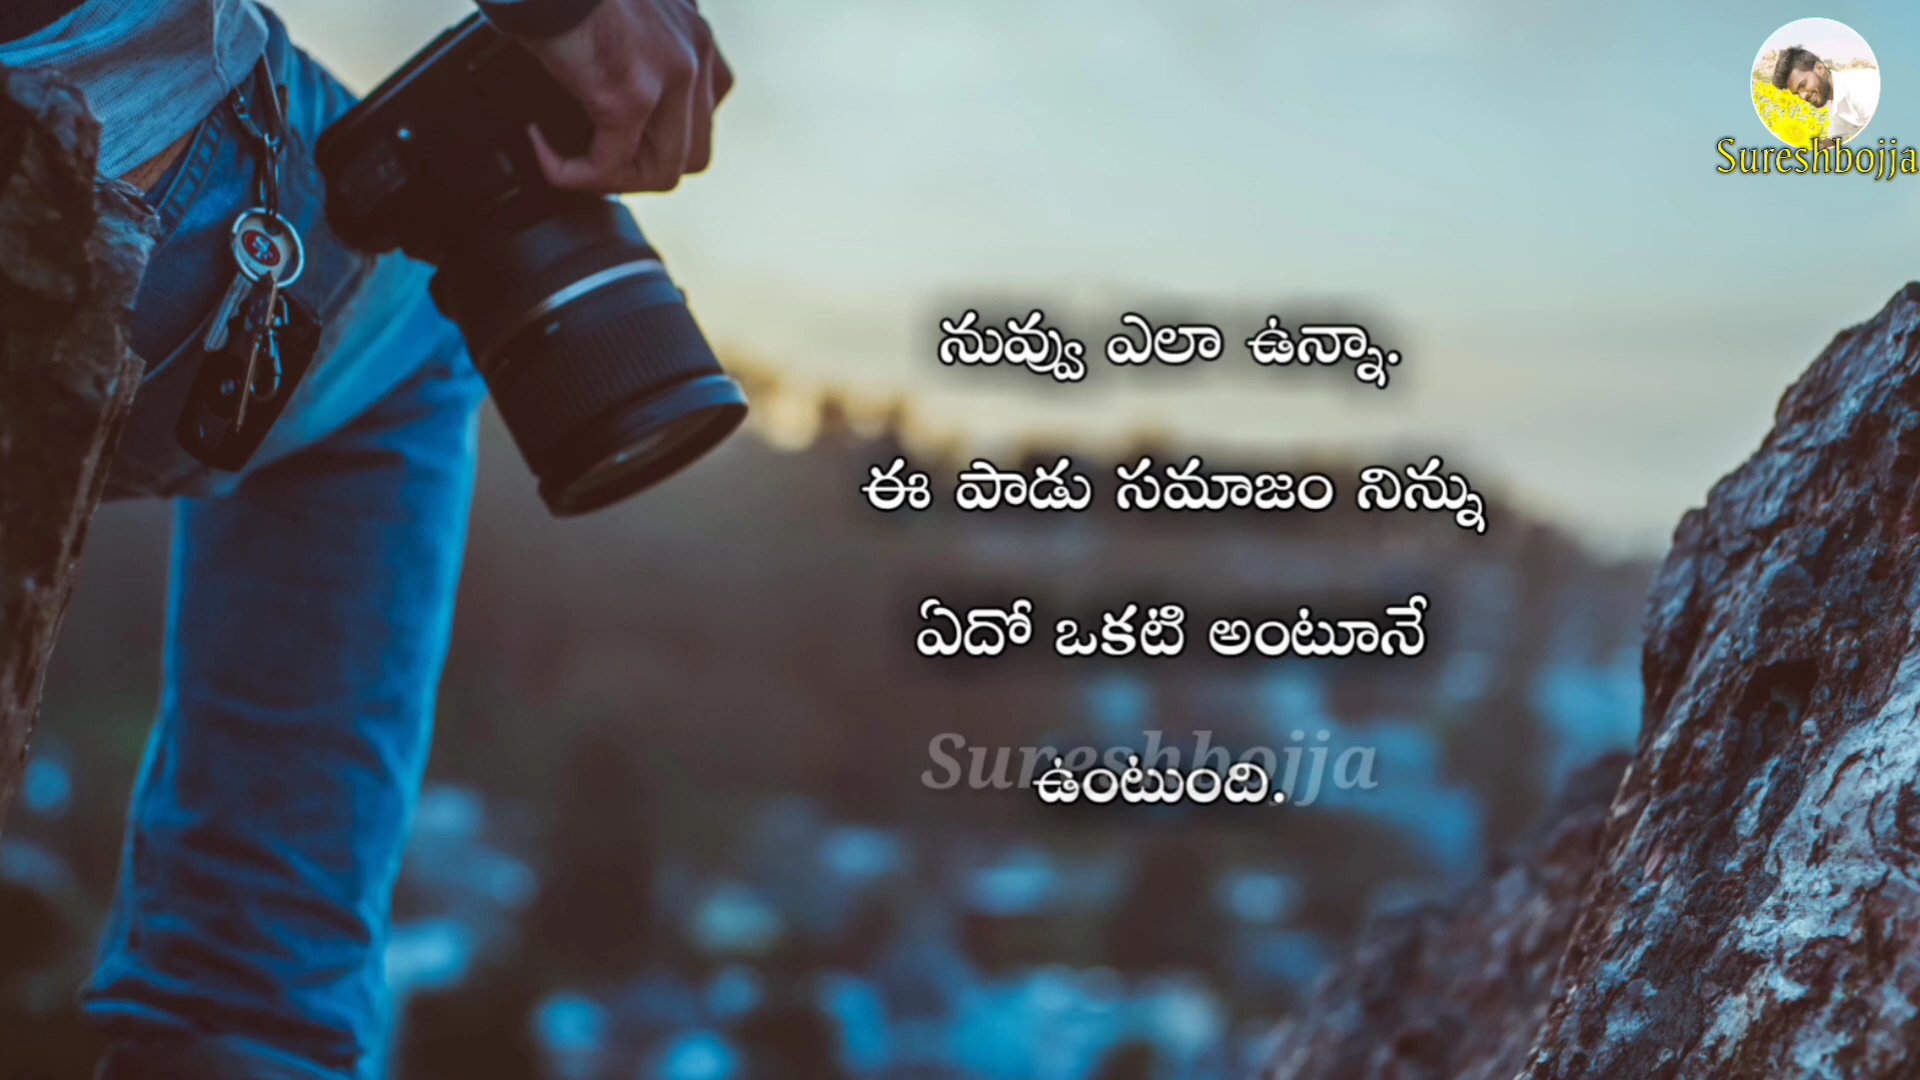 Sureshbojja
నువ్వు ఎలా ఉన్నా.
ఈ పాడు సమాజం నిన్ను
ఏదో ఒకటి అంటూనే
Sureshbojja
ఉంటుంది.